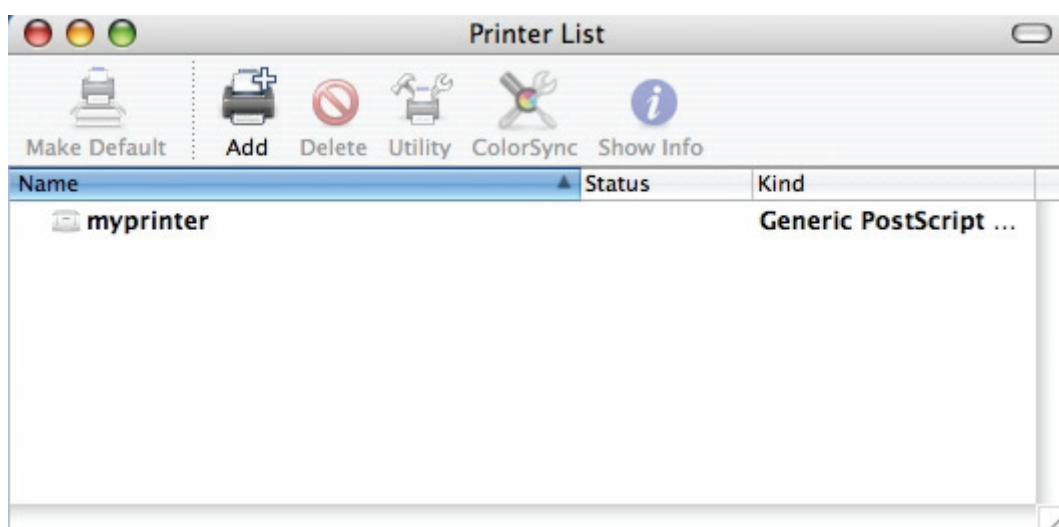 Printer List
Make Default Add Delete Utility ColorSync Show Info
Name Status Kind
myprinter Generic PostScript ...